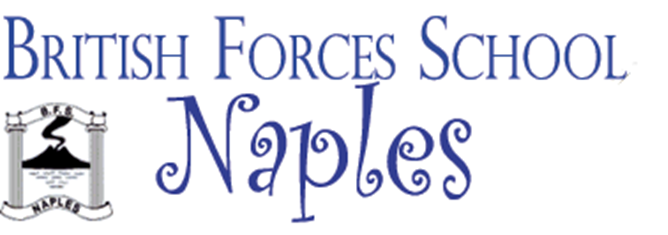 BRITISH FORCES SCHOOL
Naples
B.F.S
NAPLES